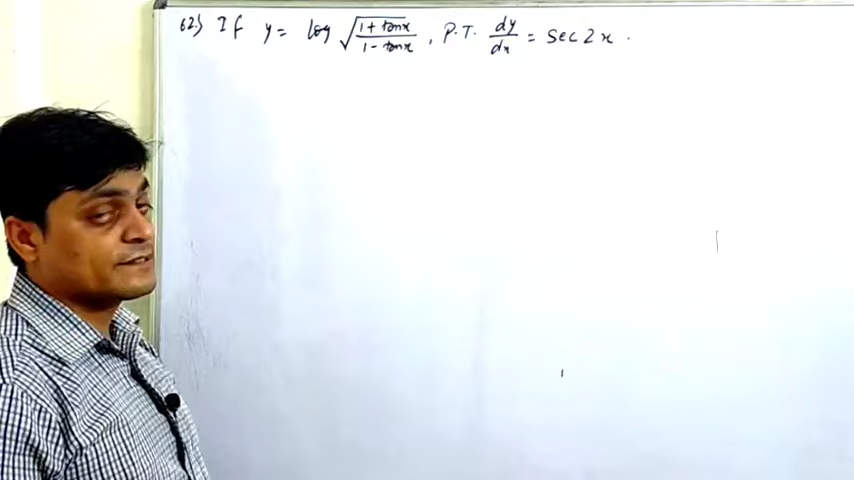 62.) If y = log √(1 + tanx / 1 - tanx) , P.T. dy/dx = sec 2x .